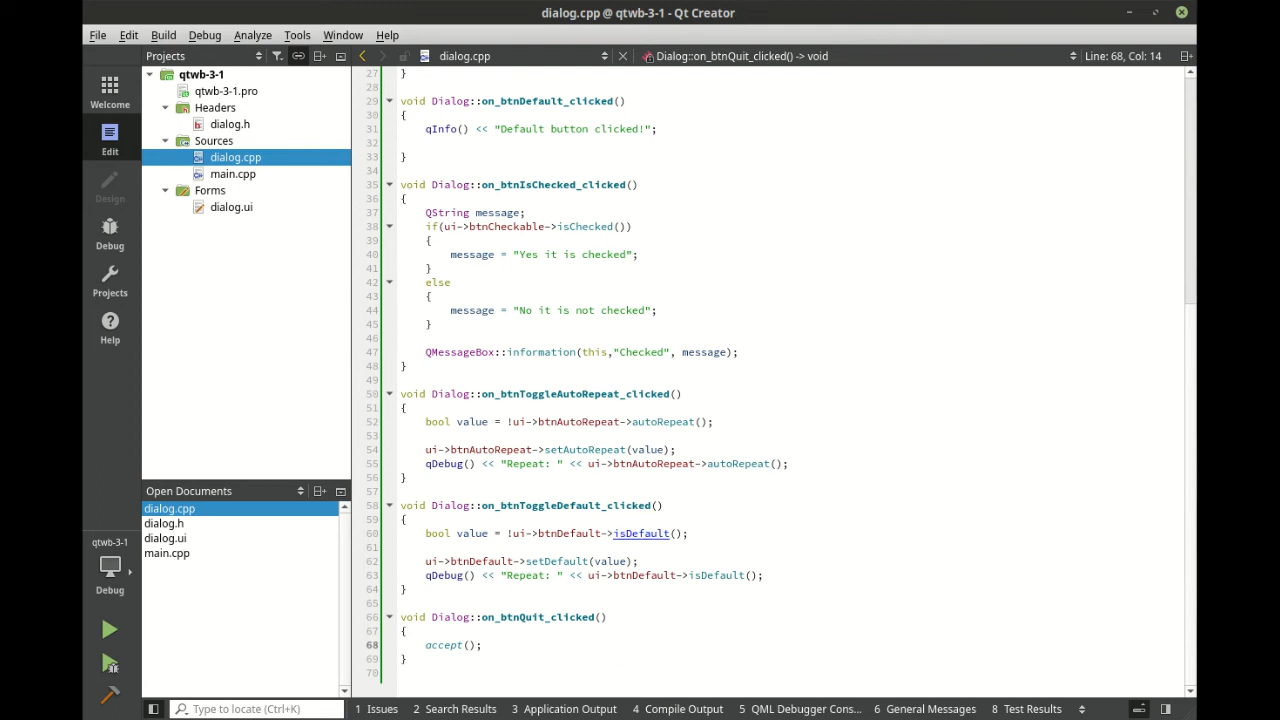 dialog.cpp @ qtwb-3-1 - Qt Creator
File Edit Build Debug Analyze Tools Window Help
Projects
dialog.cpp
Dialog::on_btnQuit_clicked() -> void
Line: 68, Col: 14
Welcome
Edit
Design
Debug
Projects
Help
qtwb-3-1
Debug
qtwb-3-1
qtwb-3-1.pro
Headers
dialog.h
Sources
dialog.cpp
main.cpp
Forms
dialog.ui
Open Documents
dialog.cpp
dialog.h
dialog.ui
main.cpp
27 }
28
29 void Dialog::on_btnDefault_clicked()
30 {
31 qInfo() << "Default button clicked!";
32
33 }
34
35 void Dialog::on_btnIsChecked_clicked()
36 {
37 QString message;
38 if(ui->btnCheckable->isChecked())
39 {
40 message = "Yes it is checked";
41 }
42 else
43 {
44 message = "No it is not checked";
45 }
46
47 QMessageBox::information(this,"Checked", message);
48 }
49
50 void Dialog::on_btnToggleAutoRepeat_clicked()
51 {
52 bool value = !ui->btnAutoRepeat->autoRepeat();
53
54 ui->btnAutoRepeat->setAutoRepeat(value);
55 qDebug() << "Repeat: " << ui->btnAutoRepeat->autoRepeat();
56 }
57
58 void Dialog::on_btnToggleDefault_clicked()
59 {
60 bool value = !ui->btnDefault->isDefault();
61
62 ui->btnDefault->setDefault(value);
63 qDebug() << "Repeat: " << ui->btnDefault->isDefault();
64 }
65
66 void Dialog::on_btnQuit_clicked()
67 {
68 accept();
69 }
70
Type to locate (Ctrl+K)
1 Issues 2 Search Results 3 Application Output 4 Compile Output 5 QML Debugger Cons... 6 General Messages 8 Test Results